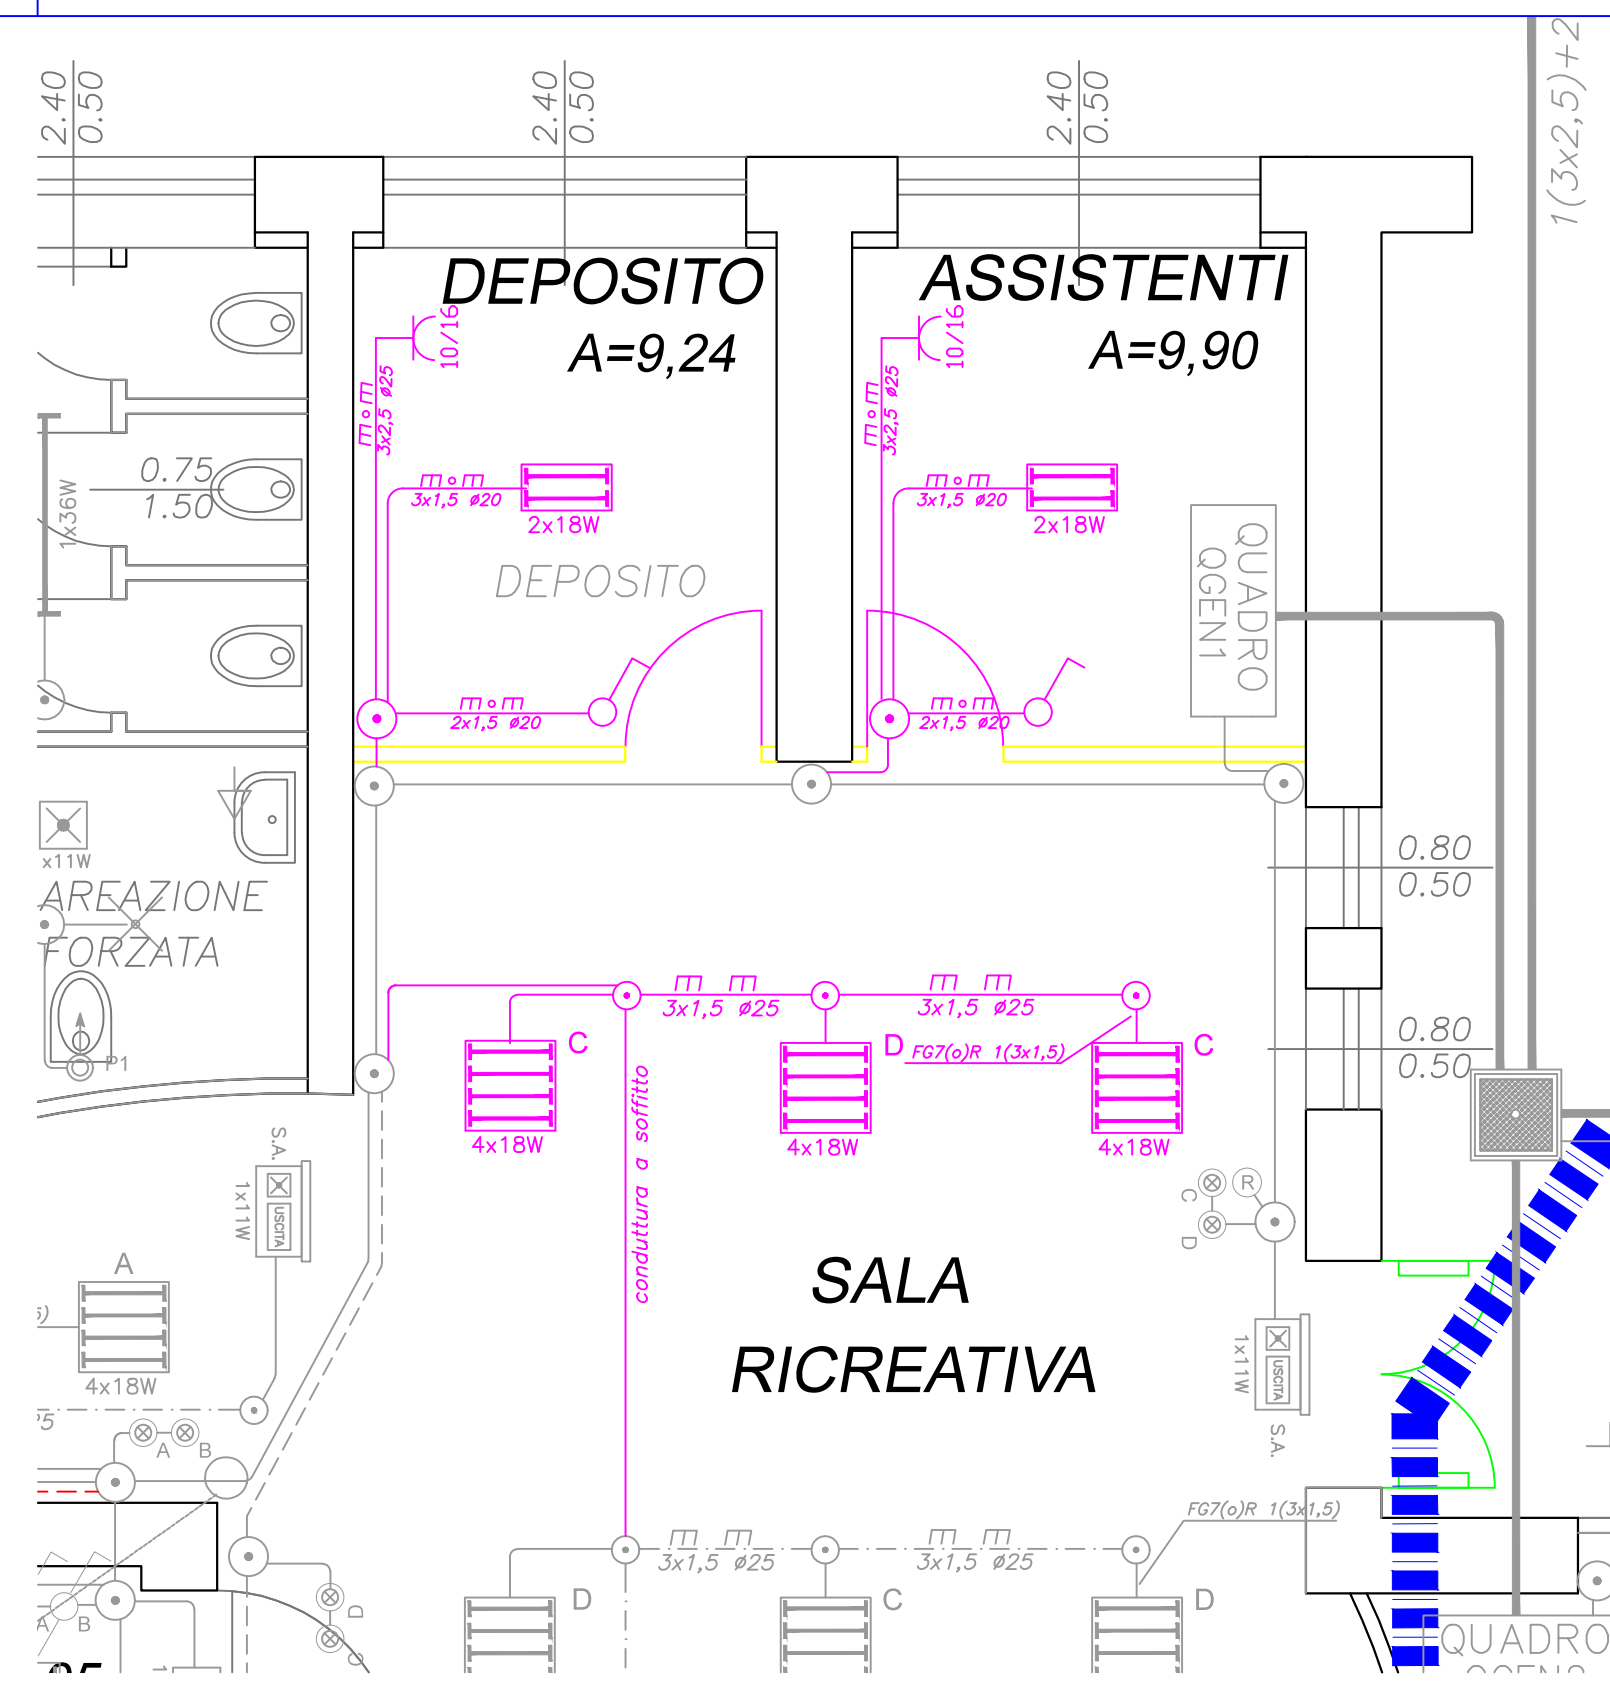 2.40
0.50
2.40
0.50
2.40
0.50
1(3x2,5)+2
DEPOSITO
A=9,24
ASSISTENTI
A=9,90
10/16
10/16
3x2,5 ø25
3x2,5 ø25
0.75
1.50
1x36W
3x1,5 ø20
2x18W
3x1,5 ø20
2x18W
DEPOSITO
QUADRO
QGEN1
2x1,5 ø20
2x1,5 ø20
x11W
AREAZIONE
FORZATA
P1
0.80
0.50
0.80
0.50
3x1,5 ø25
3x1,5 ø25
C
D
FG7(o)R 1(3x1,5)
C
4x18W
4x18W
4x18W
conduttura a soffitto
S.A.
1x11W
USCITA
R
C
D
A
4x18W
5)
SALA
RICREATIVA
1x11W
USCITA
S.A.
'25
A
B
FG7(o)R 1(3x1,5)
3x1,5 ø25
3x1,5 ø25
D
C
D
D
C
A
B
QUADRO